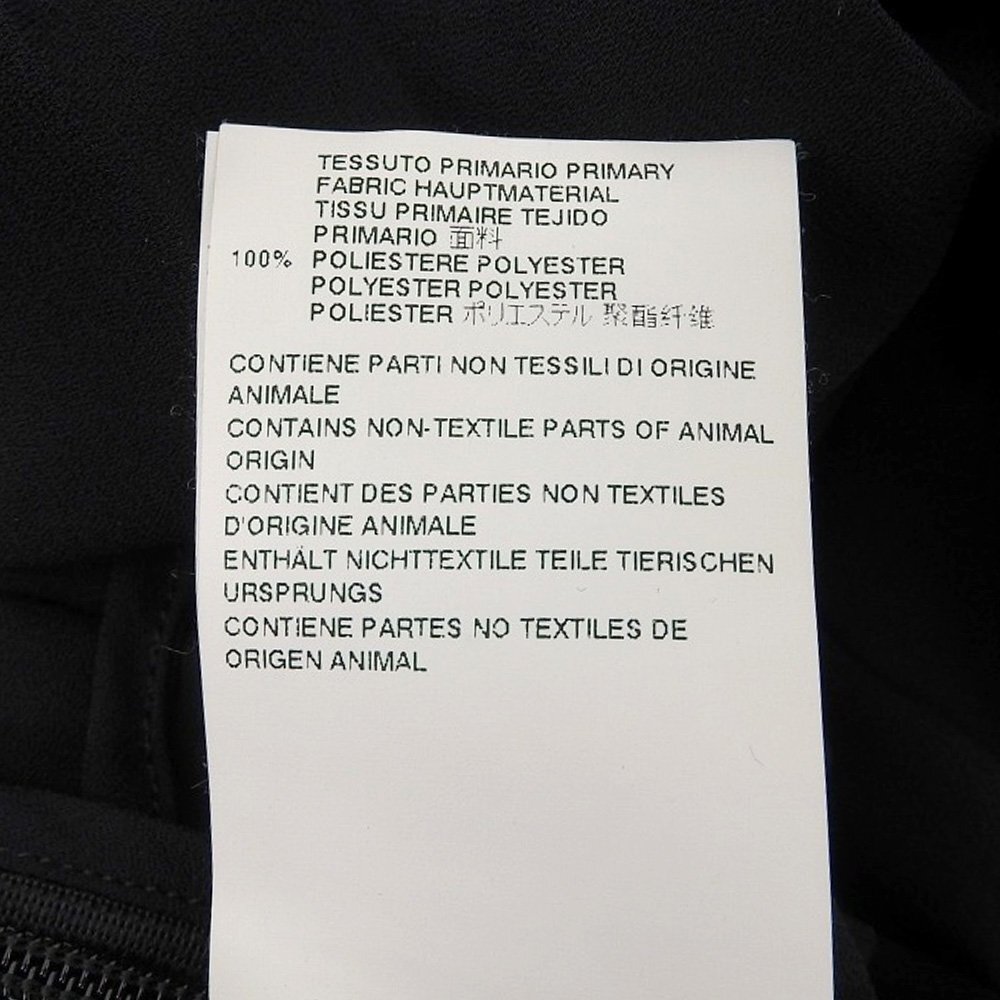 TESSUTO PRIMARIO PRIMARY
FABRIC HAUPTMATERIAL
TISSU PRIMAIRE TEJIDO
PRIMARIO 面料
100% POLIESTERE POLYESTER
POLYESTER POLYESTER
POLIESTER ポリエステル 聚酯纤维
CONTIENE PARTI NON TESSILI DI ORIGINE
ANIMALE
CONTAINS NON-TEXTILE PARTS OF ANIMAL
ORIGIN
CONTIENT DES PARTIES NON TEXTILES
D'ORIGINE ANIMALE
ENTHÄLT NICHTTEXTILE TEILE TIERISCHEN
URSPRUNGS
CONTIENE PARTES NO TEXTILES DE
ORIGEN ANIMAL